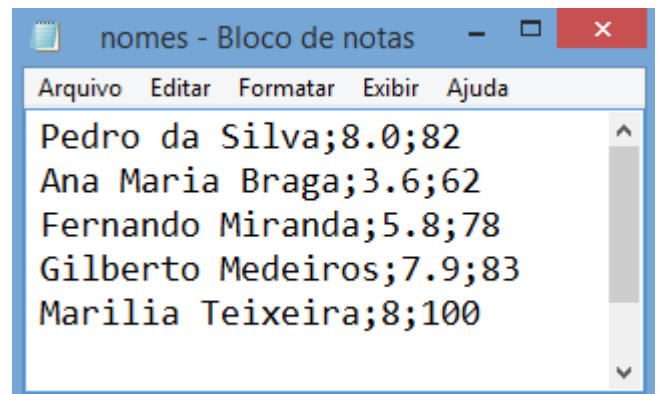 nomes - Bloco de notas
Arquivo Editar Formatar Exibir Ajuda
Pedro da Silva;8.0;82
Ana Maria Braga;3.6;62
Fernando Miranda;5.8;78
Gilberto Medeiros;7.9;83
Marilia Teixeira;8;100